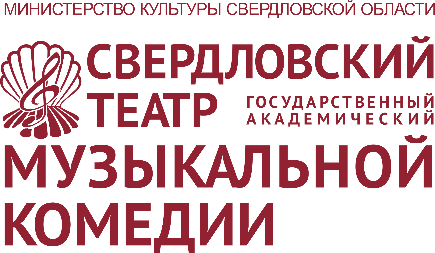 МИНИСТЕРСТВО КУЛЬТУРЫ СВЕРДЛОВСКОЙ ОБЛАСТИ
СВЕРДЛОВСКИЙ
ТЕАТР
ГОСУДАРСТВЕННЫЙ
АКАДЕМИЧЕСКИЙ
МУЗЫКАЛЬНОЙ
КОМЕДИИ